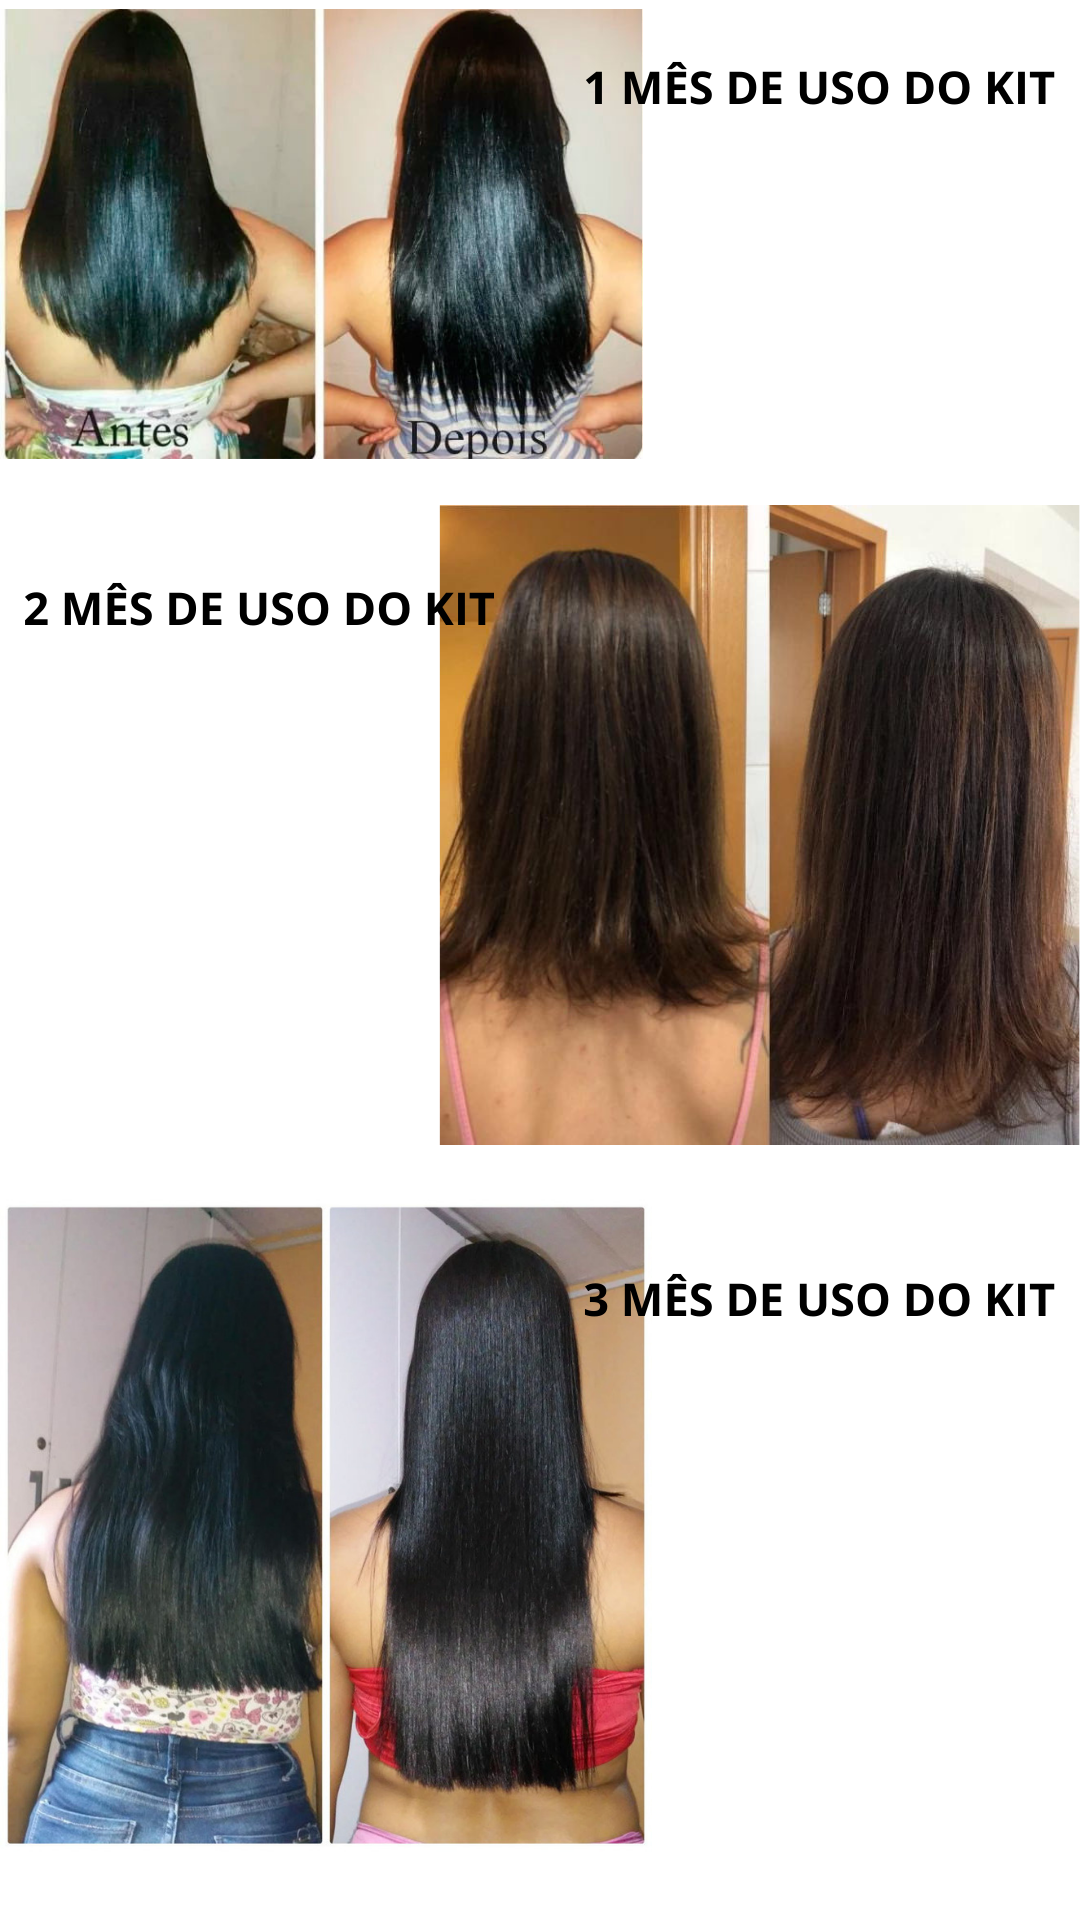 1 MÊS DE USO DO KIT
Antes
Depois
2 MÊS DE USO DO KIT
3 MÊS DE USO DO KIT